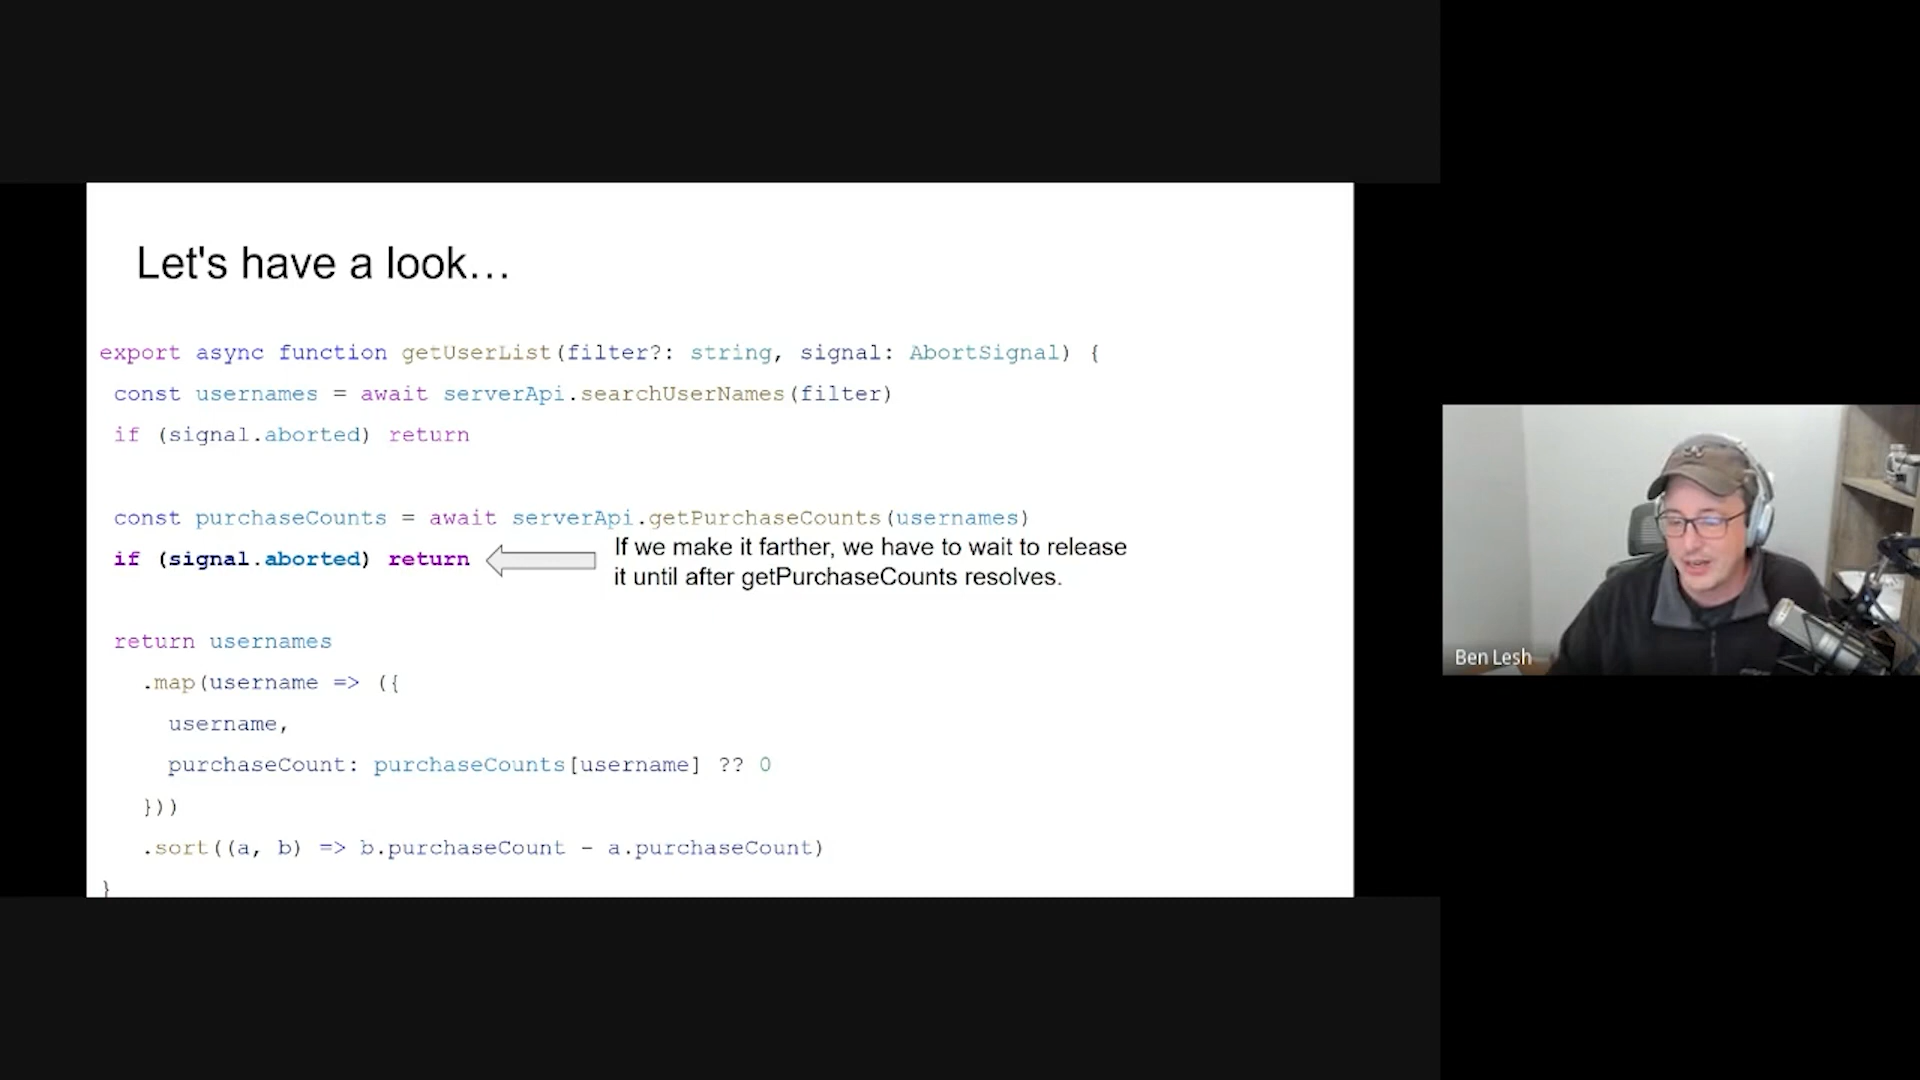 Let's have a look…
export async function getUserList(filter?: string, signal: AbortSignal) {
const usernames = await serverApi.searchUserNames(filter)
if (signal.aborted) return
const purchaseCounts = await serverApi.getPurchaseCounts(usernames)
if (signal.aborted) return
If we make it farther, we have to wait to release
it until after getPurchaseCounts resolves.
return usernames
.map(username => ({
username,
purchaseCount: purchaseCounts[username] ?? 0
}))
.sort((a, b) => b.purchaseCount - a.purchaseCount)
}
Ben Lesh